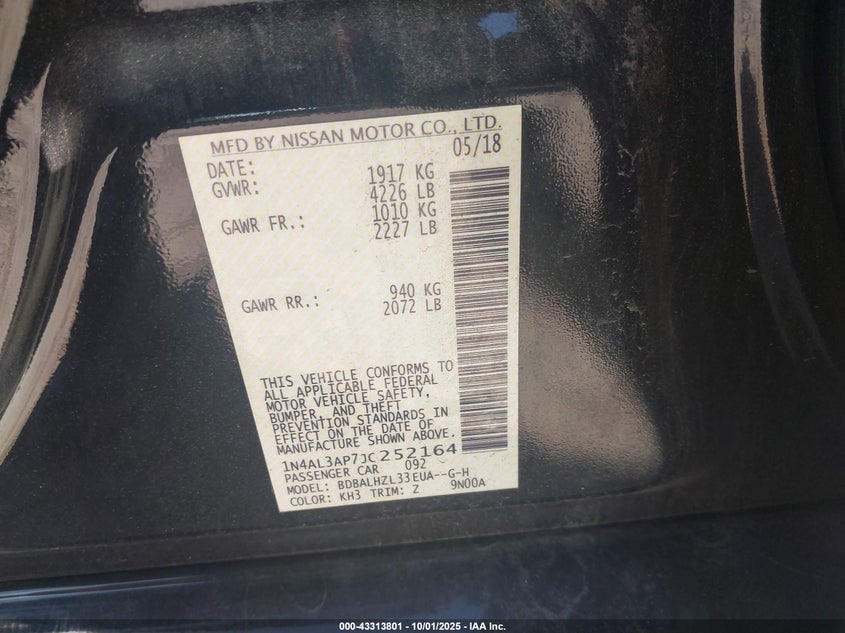 MFD BY NISSAN MOTOR CO., LTD.
DATE: 05/18
GVWR: 1917 KG
4226 LB
GAWR FR.: 1010 KG
2227 LB
GAWR RR.: 940 KG
2072 LB
THIS VEHICLE CONFORMS TO
ALL APPLICABLE FEDERAL
MOTOR VEHICLE SAFETY,
BUMPER, AND THEFT
PREVENTION STANDARDS IN
EFFECT ON THE DATE OF
MANUFACTURE SHOWN ABOVE.
1N4AL3AP7JC252164
PASSENGER CAR 092
MODEL: BDBALHZL33EUA--G-H
COLOR: KH3 TRIM: Z 9N00A
000-43313801 - 10/01/2025 - IAA Inc.